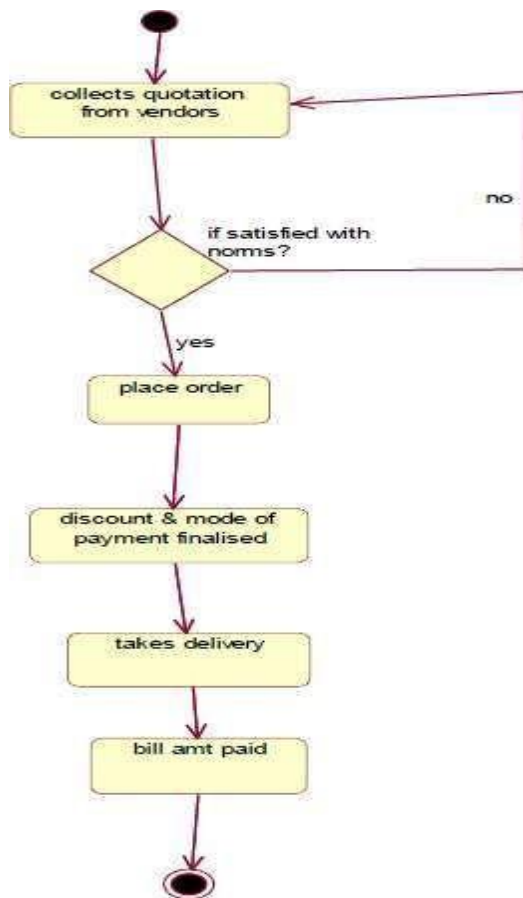 collects quotation
from vendors
no
if satisfied with
norms?
yes
place order
discount & mode of
payment finalised
takes delivery
bill amt paid